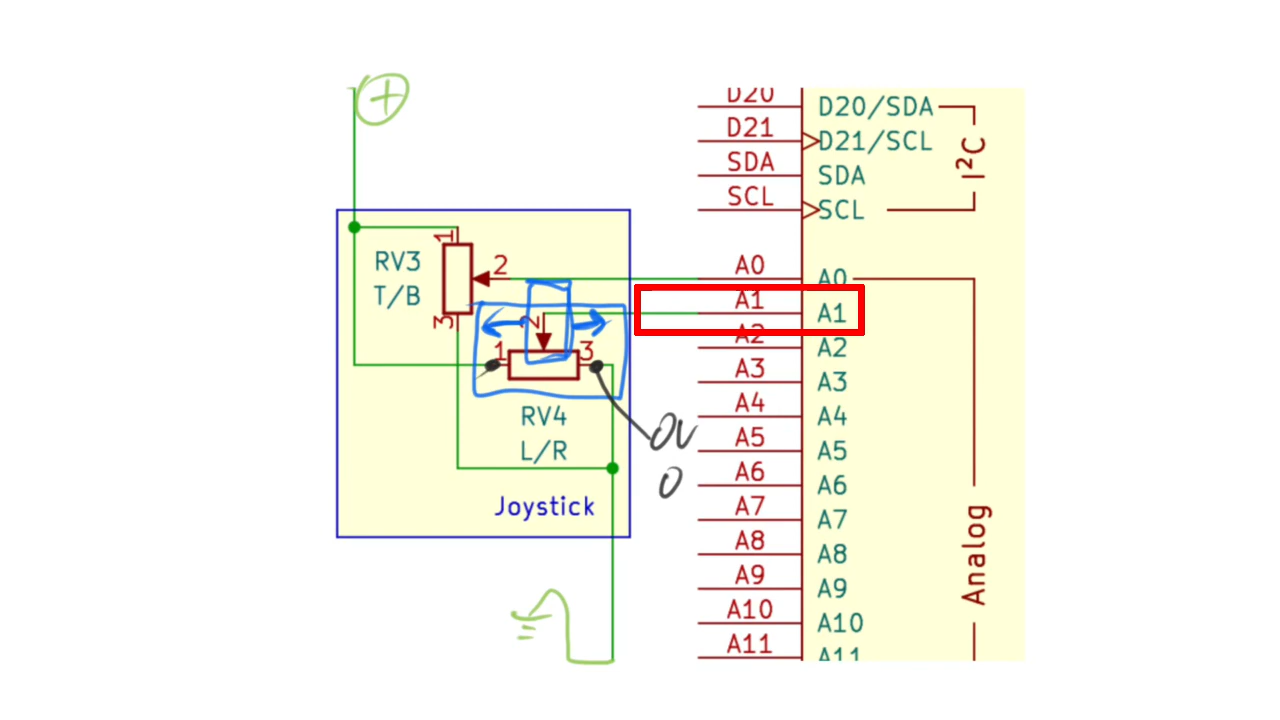 +
D20
D20/SDA
D21
D21/SCL
SDA
SDA
SCL
SCL
I²C
1
RV3
T/B
2
3
A0
A0
A1
A1
2
1
3
RV4
L/R
0V
0
Joystick
A2
A2
A3
A3
A4
A4
A5
A5
A6
A6
A7
A7
A8
A8
A9
A9
A10
A10
A11
A11
Analog